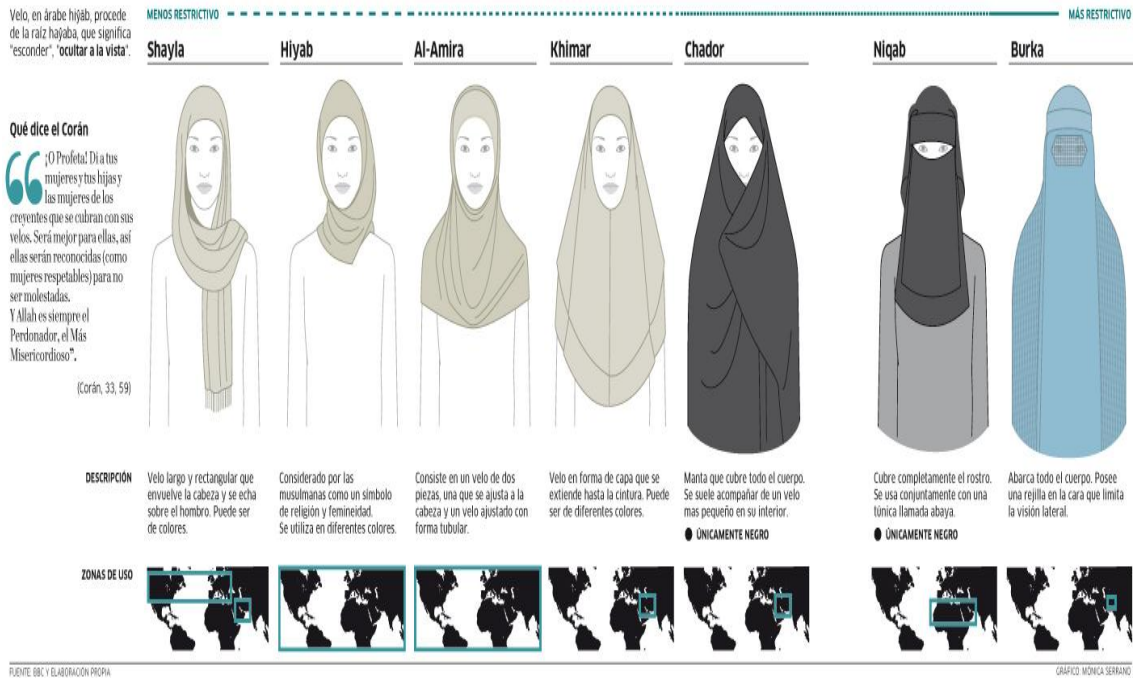 Velo, en árabe hiŷāb, procede
de la raíz haŷaba, que significa
"esconder", "ocultar a la vista".
MENOS RESTRICTIVO
MÁS RESTRICTIVO
Shayla
Hiyab
Al-Amira
Khimar
Chador
Niqab
Burka
Qué dice el Corán
“¡O Profeta! Di a tus
mujeres y tus hijas y
las mujeres de los
creyentes que se cubran con sus
velos. Será mejor para ellas, así
ellas serán reconocidas (como
mujeres respetables) para no
ser molestadas.
Y Allah es siempre el
Perdonador, el Más
Misericordioso”.
(Corán, 33, 59)
DESCRIPCIÓN
Velo largo y rectangular que
envuelve la cabeza y se echa
sobre el hombro. Puede ser
de colores.
Considerado por las
musulmanas como un símbolo
de religión y femineidad.
Se utiliza en diferentes colores.
Consiste en un velo de dos
piezas, una que se ajusta a la
cabeza y un velo ajustado con
forma tubular.
Velo en forma de capa que se
extiende hasta la cintura. Puede
ser de diferentes colores.
Manta que cubre todo el cuerpo.
Se suele acompañar de un velo
mas pequeño en su interior.
● ÚNICAMENTE NEGRO
Cubre completamente el rostro.
Se usa conjuntamente con una
túnica llamada abaya.
● ÚNICAMENTE NEGRO
Abarca todo el cuerpo. Posee
una rejilla en la cara que limita
la visión lateral.
ZONAS DE USO
FUENTE: BBC Y ELABORACIÓN PROPIA
GRÁFICO: MÓNICA SERRANO